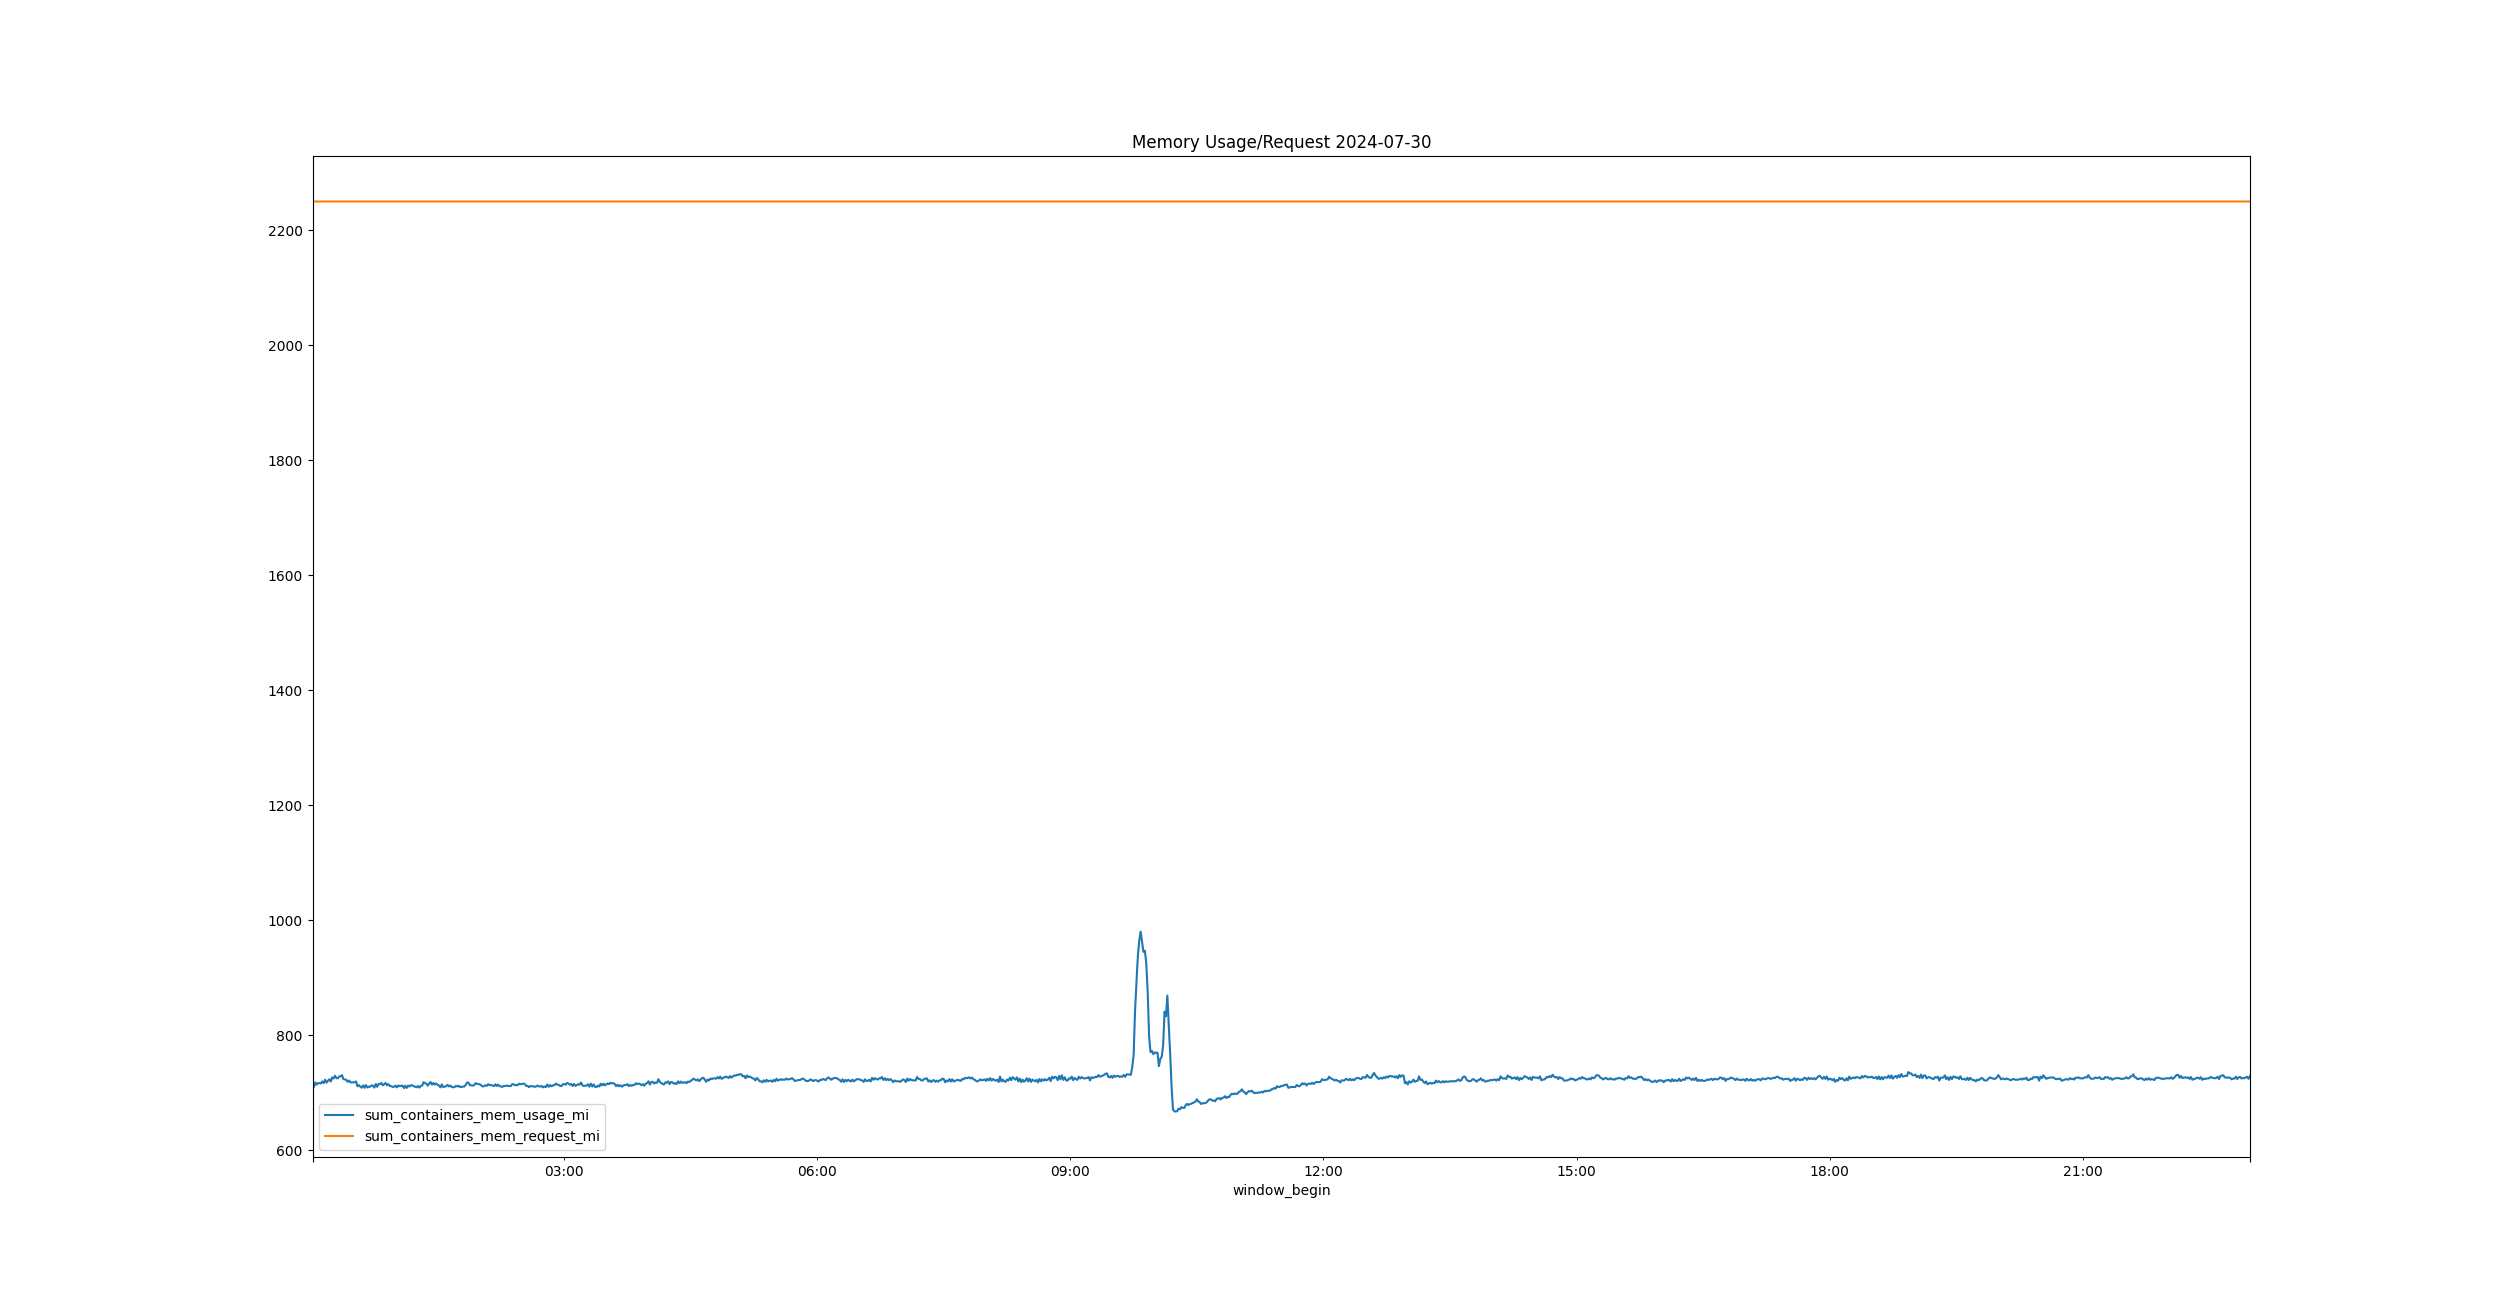 Memory Usage/Request 2024-07-30
2200
2000
1800
1600
1400
1200
1000
800
600
sum_containers_mem_usage_mi
sum_containers_mem_request_mi
03:00 06:00 09:00 12:00 15:00 18:00 21:00
window_begin